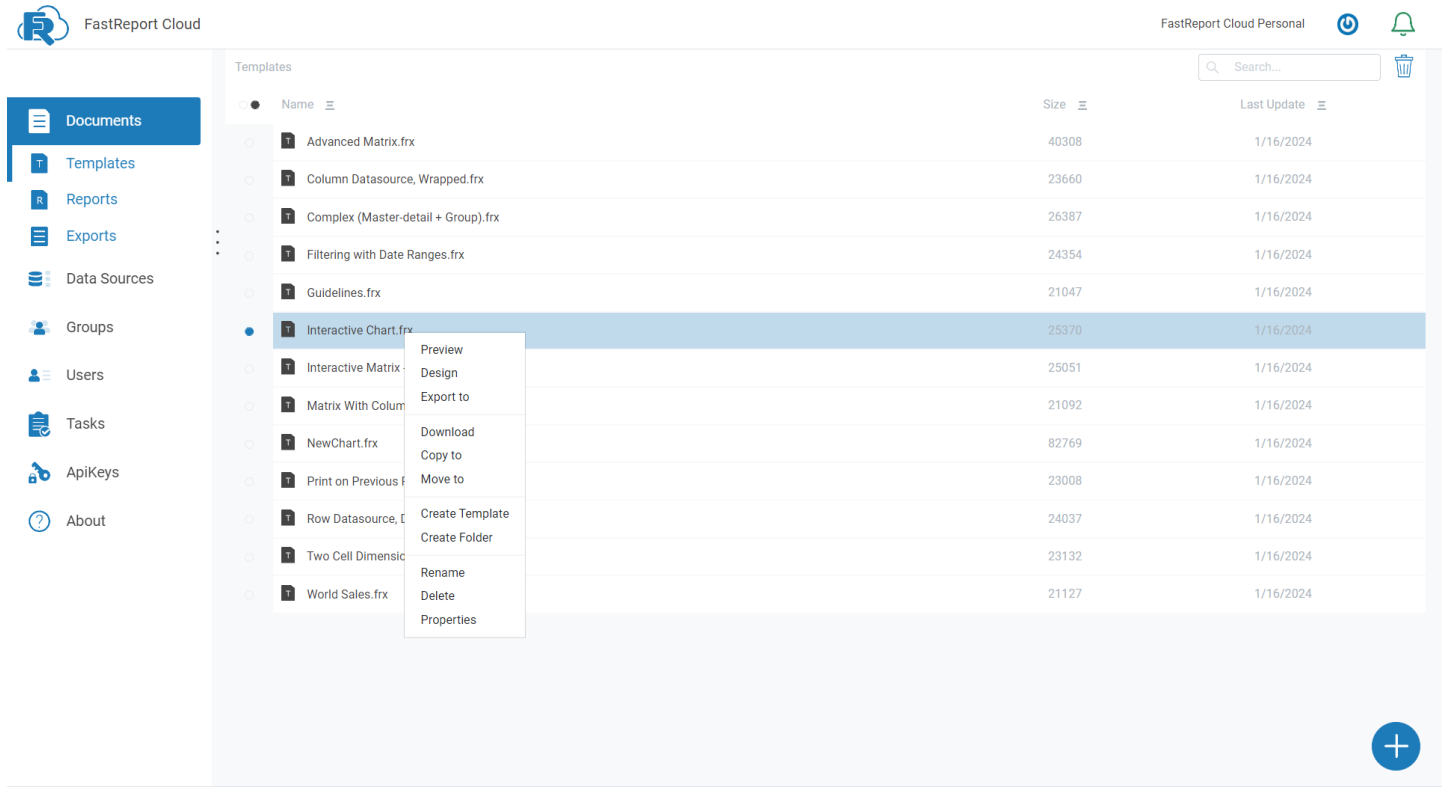 FastReport Cloud
FastReport Cloud Personal
Documents
Templates
Reports
Exports
Data Sources
Groups
Users
Tasks
ApiKeys
About
Templates
Search...
Name Size Last Update
Advanced Matrix.frx 40308 1/16/2024
Column Datasource, Wrapped.frx 23660 1/16/2024
Complex (Master-detail + Group).frx 26387 1/16/2024
Filtering with Date Ranges.frx 24354 1/16/2024
Guidelines.frx 21047 1/16/2024
Interactive Chart.frx 25370 1/16/2024
Interactive Matrix 25051 1/16/2024
Matrix With 21092 1/16/2024
NewChart.frx 82769 1/16/2024
Print on Previous 23008 1/16/2024
Row Datasource, 24037 1/16/2024
Two Cell 23132 1/16/2024
World Sales.frx 21127 1/16/2024
Preview
Design
Export to
Download
Copy to
Move to
Create Template
Create Folder
Rename
Delete
Properties